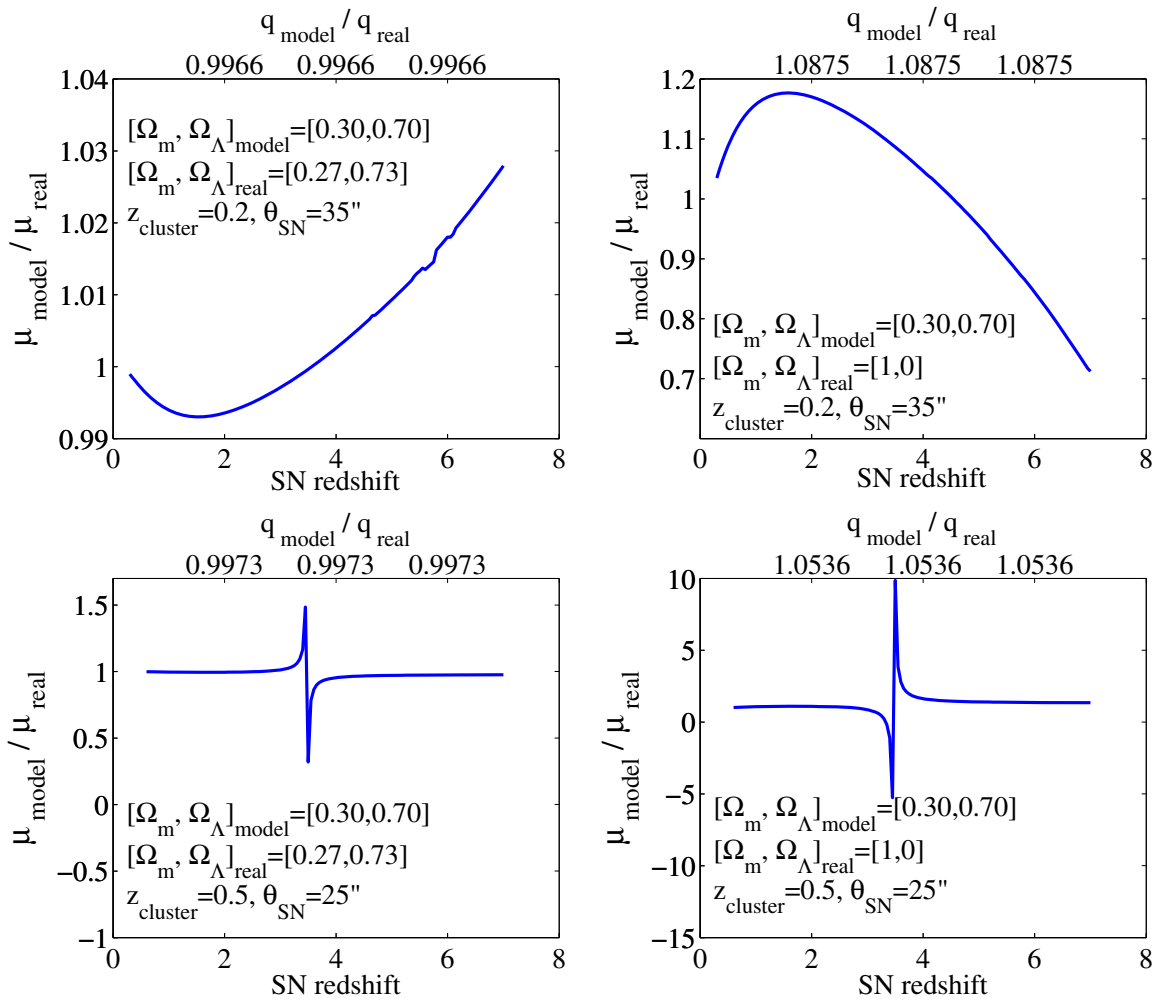 q model / q real
0.9966 0.9966 0.9966
1.04
1.03
1.02
1.01
1
0.99
μ model / μ real
[Ωm, ΩΛ]model=[0.30,0.70]
[Ωm, ΩΛ]real=[0.27,0.73]
zcluster=0.2, θSN=35"
0 2 4 6 8
SN redshift
q model / q real
1.0875 1.0875 1.0875
1.2
1.1
1
0.9
0.8
0.7
μ model / μ real
[Ωm, ΩΛ]model=[0.30,0.70]
[Ωm, ΩΛ]real=[1,0]
zcluster=0.2, θSN=35"
0 2 4 6 8
SN redshift
q model / q real
0.9973 0.9973 0.9973
1.5
1
0.5
0
−0.5
−1
μ model / μ real
[Ωm, ΩΛ]model=[0.30,0.70]
[Ωm, ΩΛ]real=[0.27,0.73]
zcluster=0.5, θSN=25"
0 2 4 6 8
SN redshift
q model / q real
1.0536 1.0536 1.0536
10
5
0
−5
−10
−15
μ model / μ real
[Ωm, ΩΛ]model=[0.30,0.70]
[Ωm, ΩΛ]real=[1,0]
zcluster=0.5, θSN=25"
0 2 4 6 8
SN redshift